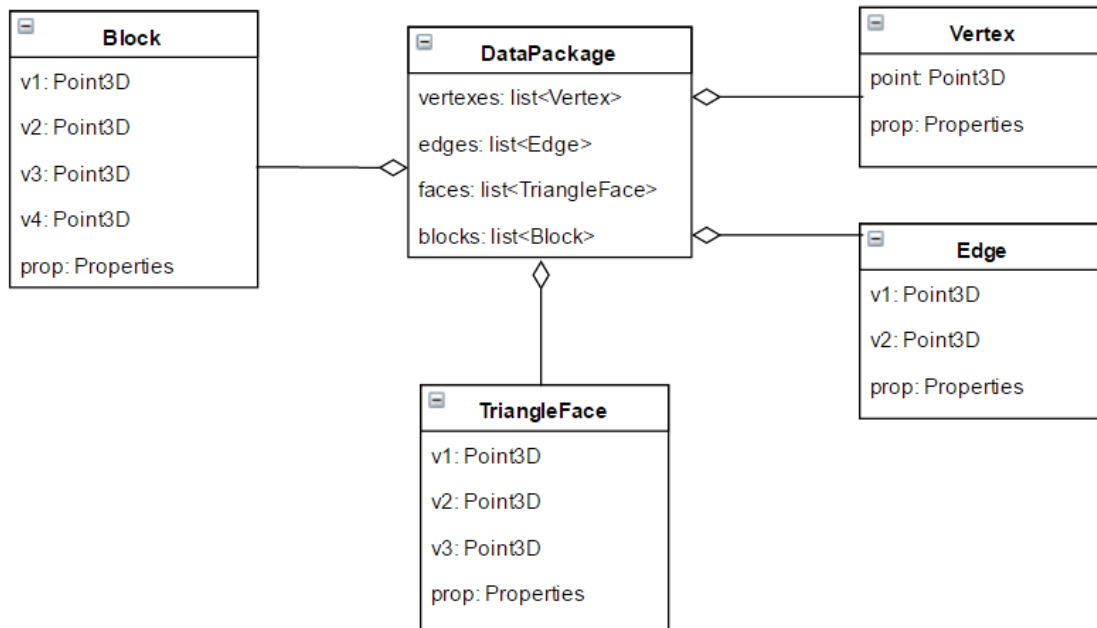 Block
v1: Point3D
v2: Point3D
v3: Point3D
v4: Point3D
prop: Properties
DataPackage
vertexes: list<Vertex>
edges: list<Edge>
faces: list<TriangleFace>
blocks: list<Block>
Vertex
point: Point3D
prop: Properties
Edge
v1: Point3D
v2: Point3D
prop: Properties
TriangleFace
v1: Point3D
v2: Point3D
v3: Point3D
prop: Properties